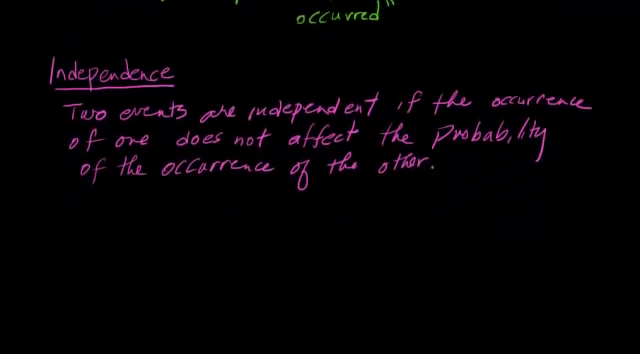 occurred"
Independence
Two events are independent if the occurrence
of one does not affect the probability
of the occurrence of the other.